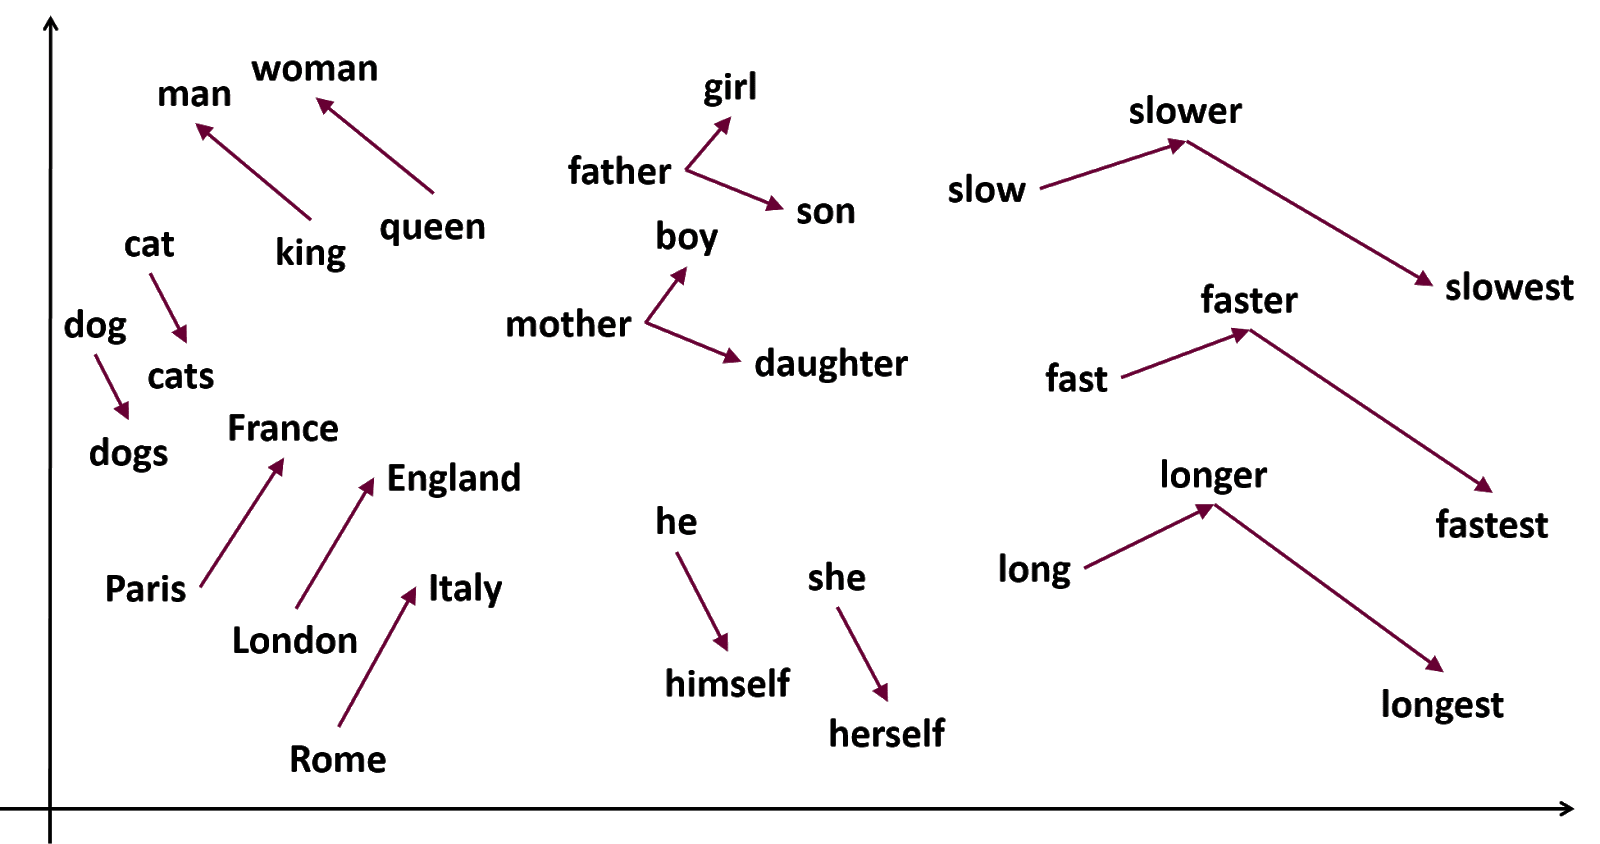 woman
man
king
queen
cat
cats
dog
dogs
France
England
Paris
London
Italy
Rome
girl
father
son
boy
mother
daughter
he
himself
she
herself
slower
slow
slowest
faster
fast
fastest
longer
long
longest